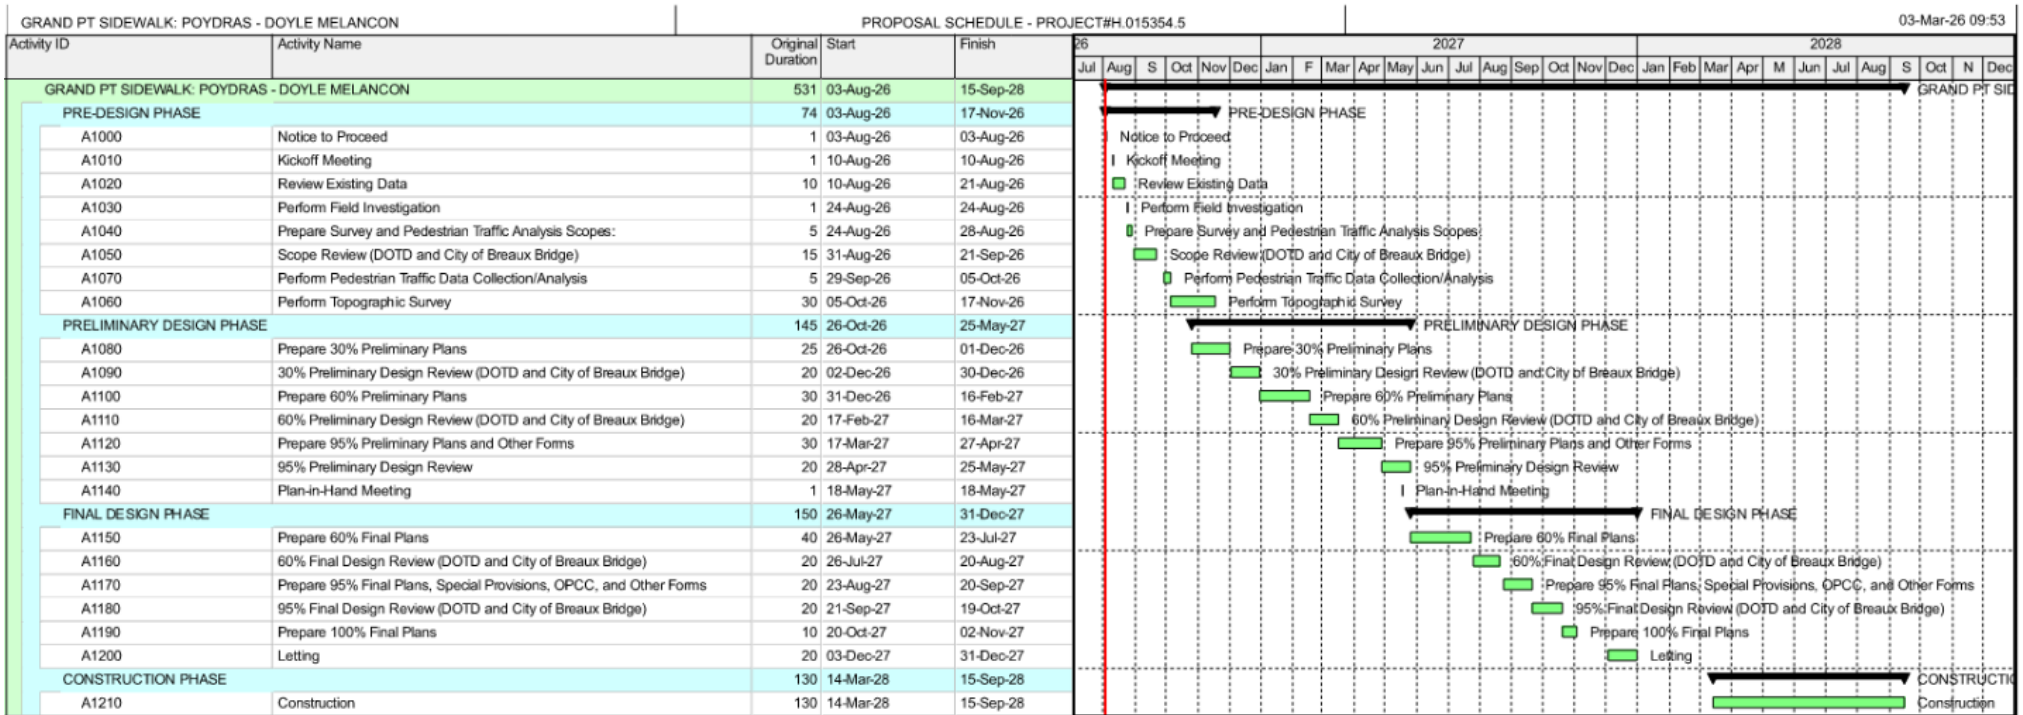 GRAND PT SIDEWALK: POYDRAS - DOYLE MELANCON PROPOSAL SCHEDULE - PROJECT#H.015354.5 03-Mar-26 09:53
Activity ID Activity Name Original Duration Start Finish 26 2027 2028
Jul Aug S Oct Nov Dec Jan F Mar Apr May Jun Jul Aug Sep Oct Nov Dec Jan Feb Mar Apr M Jun Jul Aug S Oct N Dec
GRAND PT SIDEWALK: POYDRAS - DOYLE MELANCON 531 03-Aug-26 15-Sep-28 GRAND PT SID
PRE-DESIGN PHASE 74 03-Aug-26 17-Nov-26 PRE-DESIGN PHASE
A1000 Notice to Proceed 1 03-Aug-26 03-Aug-26 Notice to Proceed
A1010 Kickoff Meeting 1 10-Aug-26 10-Aug-26 Kickoff Meeting
A1020 Review Existing Data 10 10-Aug-26 21-Aug-26 Review Existing Data
A1030 Perform Field Investigation 1 24-Aug-26 24-Aug-26 Perform Field Investigation
A1040 Prepare Survey and Pedestrian Traffic Analysis Scopes: 5 24-Aug-26 28-Aug-26 Prepare Survey and Pedestrian Traffic Analysis Scopes:
A1050 Scope Review (DOTD and City of Breaux Bridge) 15 31-Aug-26 21-Sep-26 Scope Review (DOTD and City of Breaux Bridge)
A1070 Perform Pedestrian Traffic Data Collection/Analysis 5 29-Sep-26 05-Oct-26 Perform Pedestrian Traffic Data Collection/Analysis
A1060 Perform Topographic Survey 30 05-Oct-26 17-Nov-26 Perform Topographic Survey
PRELIMINARY DESIGN PHASE 145 26-Oct-26 25-May-27 PRELIMINARY DESIGN PHASE
A1080 Prepare 30% Preliminary Plans 25 26-Oct-26 01-Dec-26 Prepare 30% Preliminary Plans
A1090 30% Preliminary Design Review (DOTD and City of Breaux Bridge) 20 02-Dec-26 30-Dec-26 30% Preliminary Design Review (DOTD and City of Breaux Bridge)
A1100 Prepare 60% Preliminary Plans 30 31-Dec-26 16-Feb-27 Prepare 60% Preliminary Plans
A1110 60% Preliminary Design Review (DOTD and City of Breaux Bridge) 20 17-Feb-27 16-Mar-27 60% Preliminary Design Review (DOTD and City of Breaux Bridge)
A1120 Prepare 95% Preliminary Plans and Other Forms 30 17-Mar-27 27-Apr-27 Prepare 95% Preliminary Plans and Other Forms
A1130 95% Preliminary Design Review 20 28-Apr-27 25-May-27 95% Preliminary Design Review
A1140 Plan-in-Hand Meeting 1 18-May-27 18-May-27 Plan-in-Hand Meeting
FINAL DESIGN PHASE 150 26-May-27 31-Dec-27 FINAL DESIGN PHASE
A1150 Prepare 60% Final Plans 40 26-May-27 23-Jul-27 Prepare 60% Final Plans
A1160 60% Final Design Review (DOTD and City of Breaux Bridge) 20 26-Jul-27 20-Aug-27 60% Final Design Review (DOTD and City of Breaux Bridge)
A1170 Prepare 95% Final Plans, Special Provisions, OPCC, and Other Forms 20 23-Aug-27 20-Sep-27 Prepare 95% Final Plans, Special Provisions, OPCC, and Other Forms
A1180 95% Final Design Review (DOTD and City of Breaux Bridge) 20 21-Sep-27 19-Oct-27 95% Final Design Review (DOTD and City of Breaux Bridge)
A1190 Prepare 100% Final Plans 10 20-Oct-27 02-Nov-27 Prepare 100% Final Plans
A1200 Letting 20 03-Dec-27 31-Dec-27 Letting
CONSTRUCTION PHASE 130 14-Mar-28 15-Sep-28 CONSTRUCTIO
A1210 Construction 130 14-Mar-28 15-Sep-28 Construction